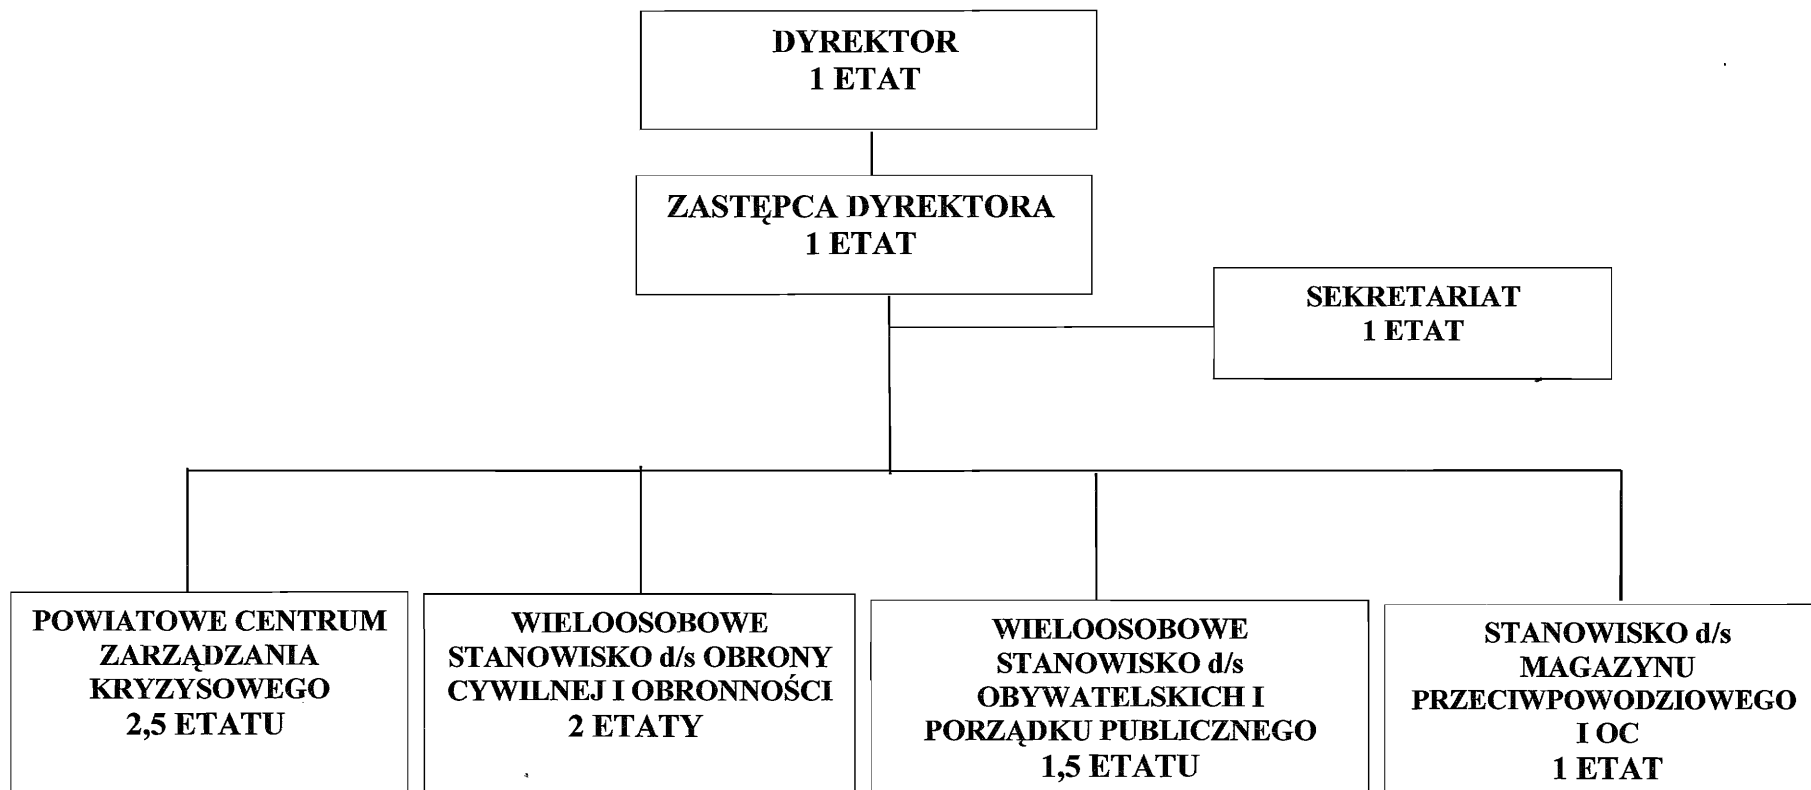 DYREKTOR
1 ETAT
ZASTĘPCA DYREKTORA
1 ETAT
SEKRETARIAT
1 ETAT
POWIATOWE CENTRUM
ZARZĄDZANIA
KRYZYSOWEGO
2,5 ETATU
WIELOOSOBOWE
STANOWISKO d/s OBRONY
CYWILNEJ I OBRONNOŚCI
2 ETATY
WIELOOSOBOWE
STANOWISKO d/s
OBYWATELSKICH I
PORZĄDKU PUBLICZNEGO
1,5 ETATU
STANOWISKO d/s
MAGAZYNU
PRZECIWPOWODZIOWEGO
I OC
1 ETAT